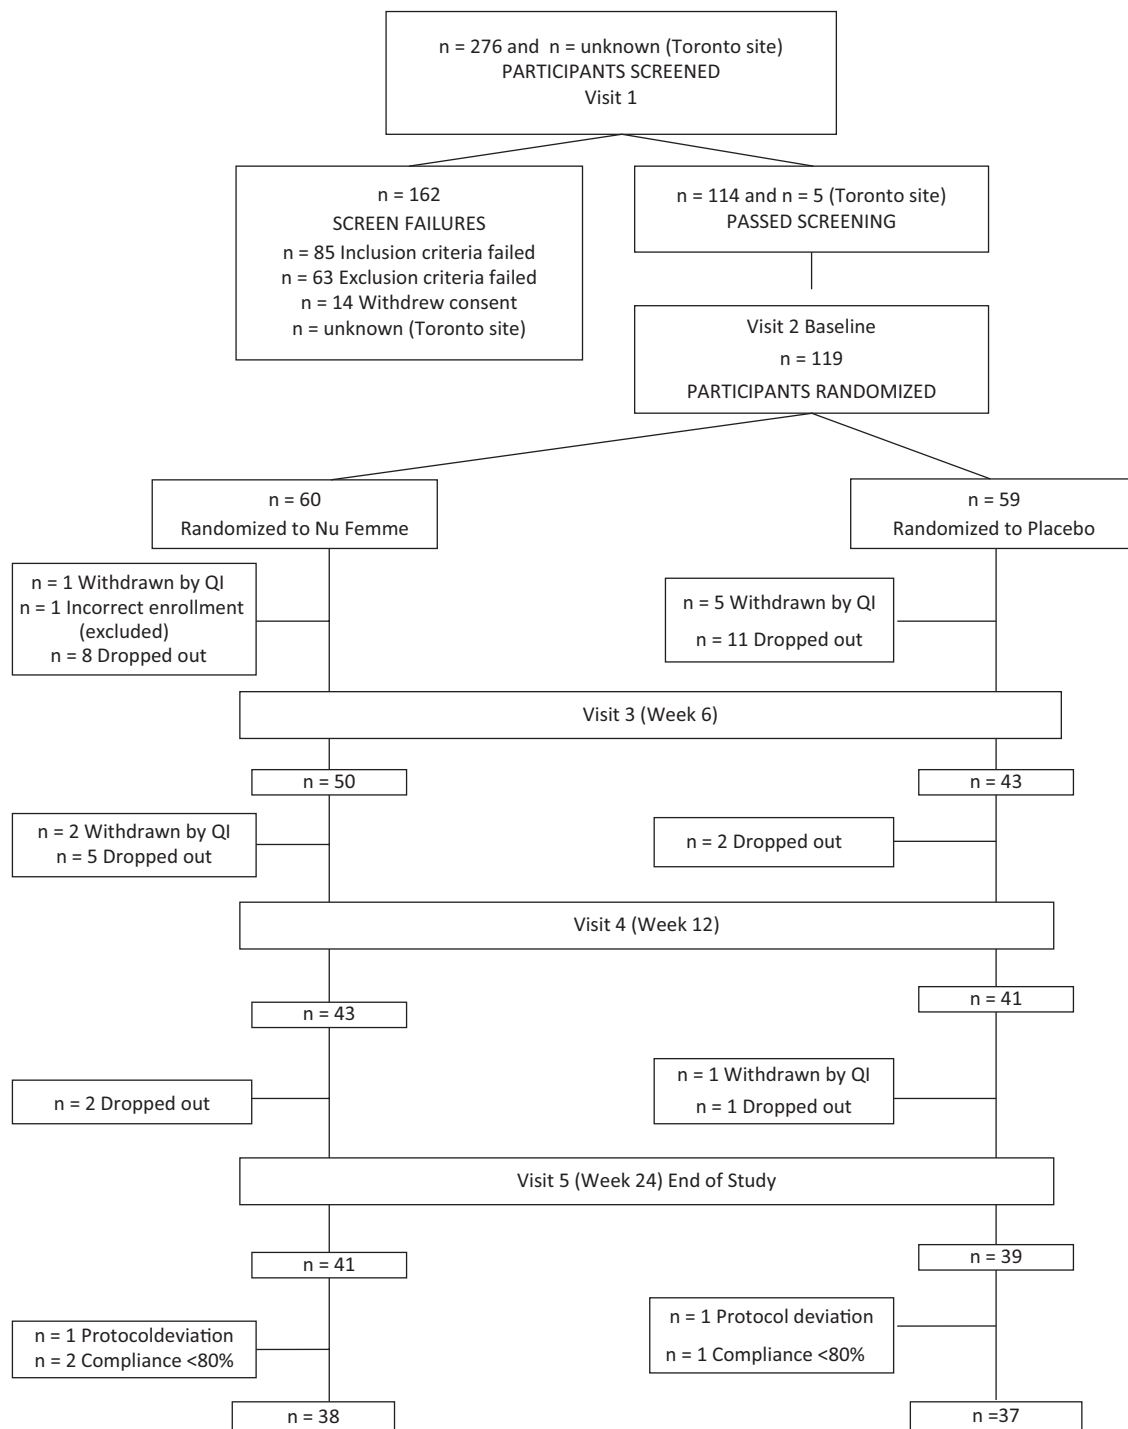 n = 276 and  n = unknown (Toronto site)
PARTICIPANTS SCREENED
Visit 1
n = 162
SCREEN FAILURES
n = 85 Inclusion criteria failed
n = 63 Exclusion criteria failed
n = 14 Withdrew consent
n = unknown (Toronto site)
n = 114 and n = 5 (Toronto site)
PASSED SCREENING
Visit 2 Baseline
n = 119
PARTICIPANTS RANDOMIZED
n = 60
Randomized to Nu Femme
n = 59
Randomized to Placebo
n = 1 Withdrawn by QI
n = 1 Incorrect enrollment
(excluded)
n = 8 Dropped out
n = 5 Withdrawn by QI
n = 11 Dropped out
Visit 3 (Week 6)
n = 50
n = 43
n = 2 Withdrawn by QI
n = 5 Dropped out
n = 2 Dropped out
Visit 4 (Week 12)
n = 43
n = 41
n = 2 Dropped out
n = 1 Withdrawn by QI
n = 1 Dropped out
Visit 5 (Week 24) End of Study
n = 41
n = 39
n = 1 Protocoldeviation
n = 2 Compliance <80%
n = 1 Protocol deviation
n = 1 Compliance <80%
n = 38
n =37